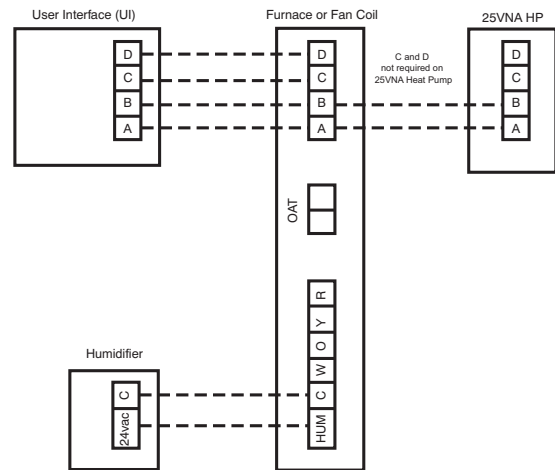 User Interface (UI)
D
C
B
A
Furnace or Fan Coil
D
C
B
A
OAT
R
Y
O
W
C
HUM
C and D
not required on
25VNA Heat Pump
25VNA HP
D
C
B
A
Humidifier
C
24vac